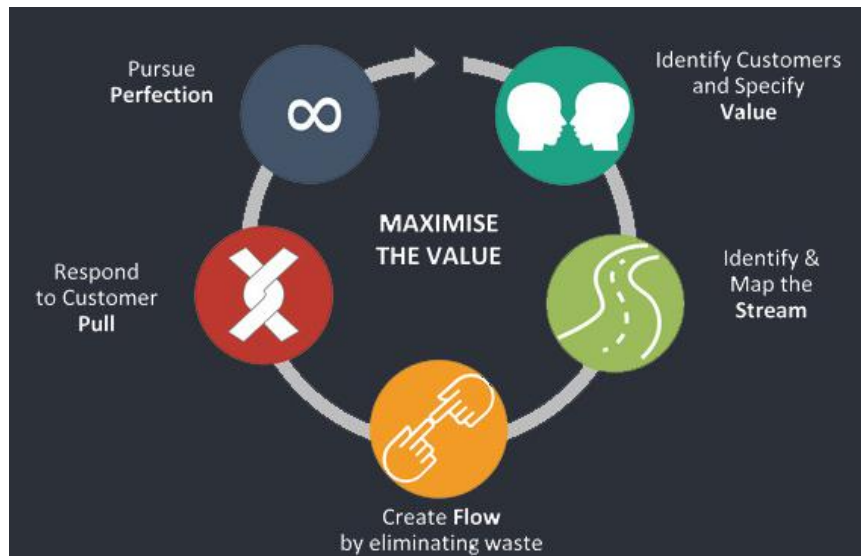 Identify Customers
and Specify
Value
Identify &
Map the
Stream
Create Flow
by eliminating waste
Respond
to Customer
Pull
Pursue
Perfection
MAXIMISE
THE VALUE